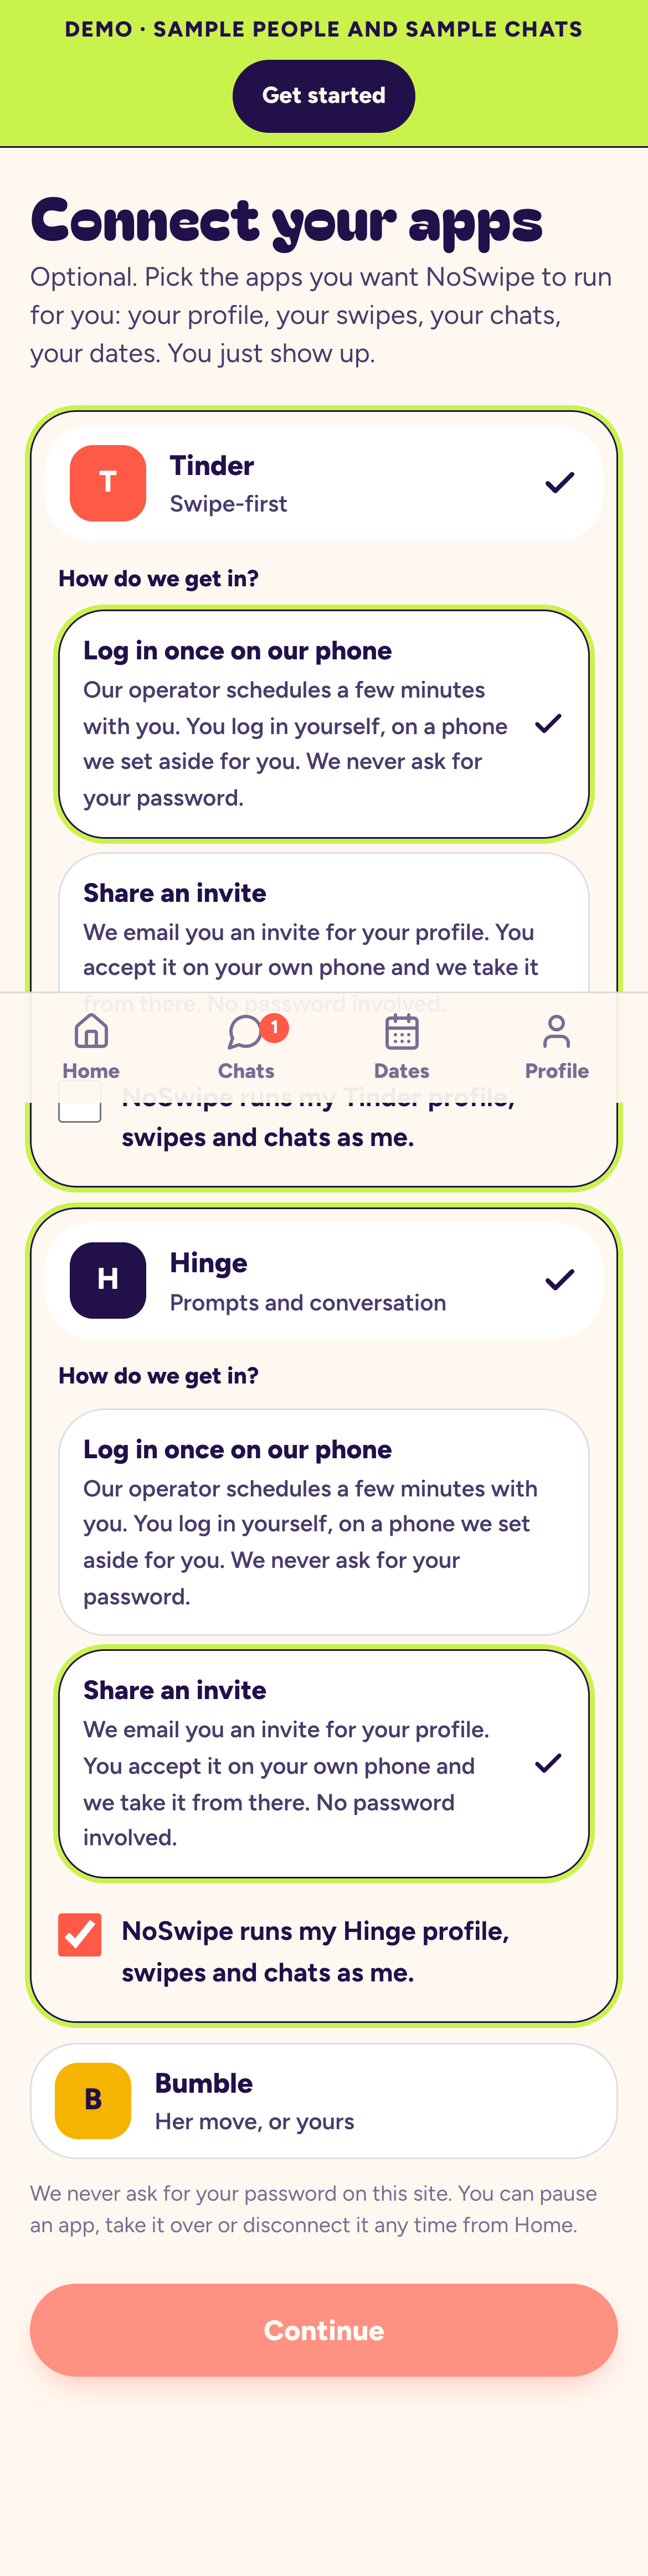 DEMO · SAMPLE PEOPLE AND SAMPLE CHATS
Get started
Connect your apps
Optional. Pick the apps you want NoSwipe to run
for you: your profile, your swipes, your chats,
your dates. You just show up.
T
Tinder
Swipe-first
How do we get in?
Log in once on our phone
Our operator schedules a few minutes
with you. You log in yourself, on a phone
we set aside for you. We never ask for
your password.
Share an invite
We email you an invite for your profile. You
accept it on your own phone and we take it
from there. No password involved.
1
Home
Chats
Dates
Profile
NoSwipe runs my Tinder profile,
swipes and chats as me.
H
Hinge
Prompts and conversation
How do we get in?
Log in once on our phone
Our operator schedules a few minutes with
you. You log in yourself, on a phone we set
aside for you. We never ask for your
password.
Share an invite
We email you an invite for your profile.
You accept it on your own phone and
we take it from there. No password
involved.
NoSwipe runs my Hinge profile,
swipes and chats as me.
B
Bumble
Her move, or yours
We never ask for your password on this site. You can pause
an app, take it over or disconnect it any time from Home.
Continue